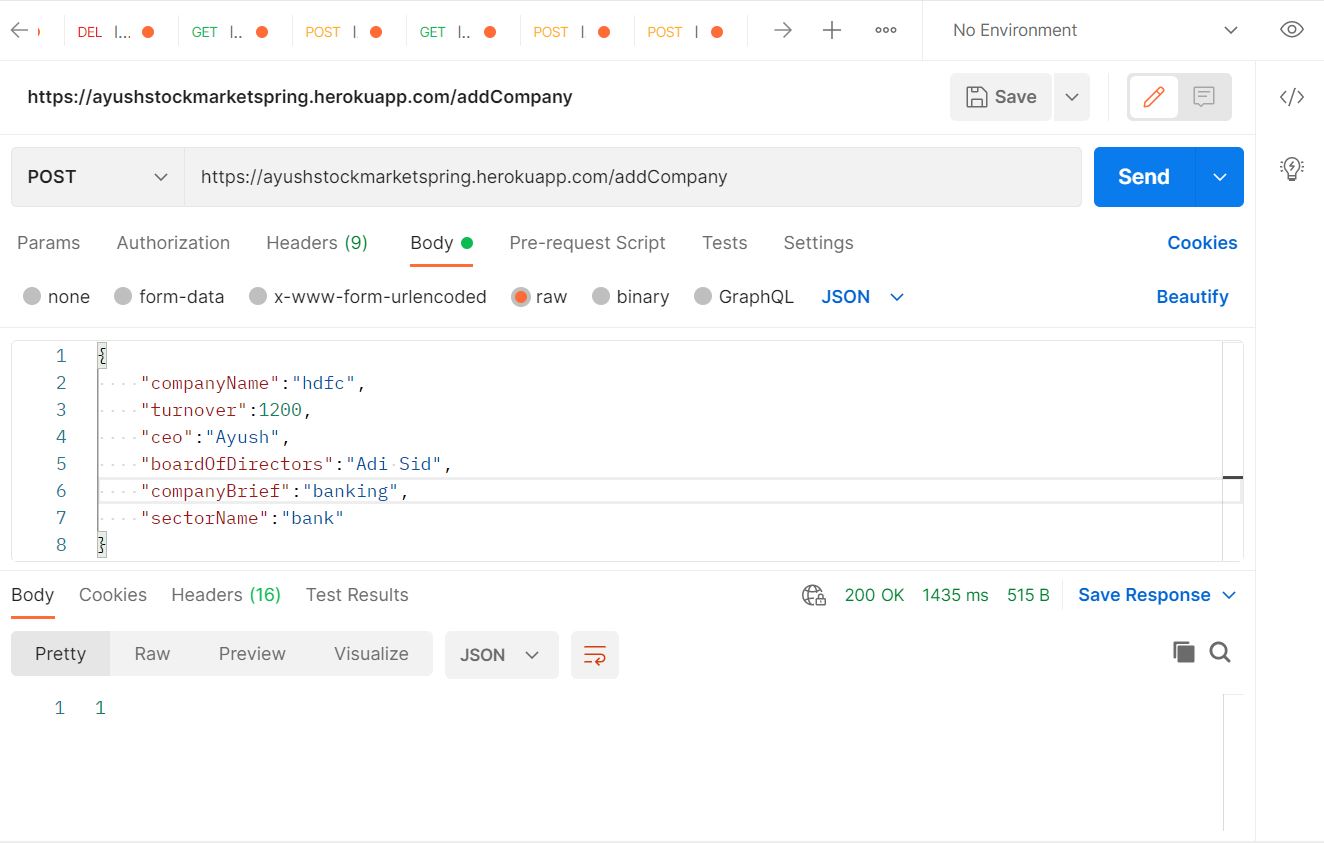 DEL l... GET l.. POST l GET l.. POST l POST l ooo No Environment
https://ayushstockmarketspring.herokuapp.com/addCompany Save </>
POST https://ayushstockmarketspring.herokuapp.com/addCompany Send
Params Authorization Headers (9) Body Pre-request Script Tests Settings Cookies
none form-data x-www-form-urlencoded raw binary GraphQL JSON Beautify
1 {
2 "companyName":"hdfc",
3 "turnover":1200,
4 "ceo":"Ayush",
5 "boardOfDirectors":"Adi Sid",
6 "companyBrief":"banking",
7 "sectorName":"bank"
8 }
Body Cookies Headers (16) Test Results 200 OK 1435 ms 515 B Save Response
Pretty Raw Preview Visualize JSON
1 1